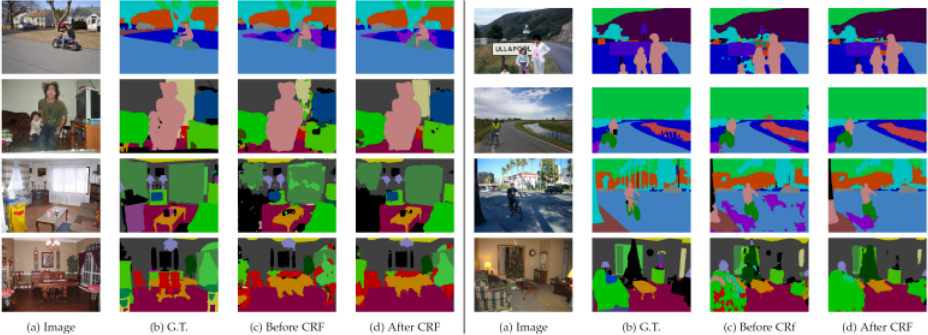 ULLAPOOL
(a) Image (b) G.T. (c) Before CRF (d) After CRF (a) Image (b) G.T. (c) Before CRf (d) After CRF